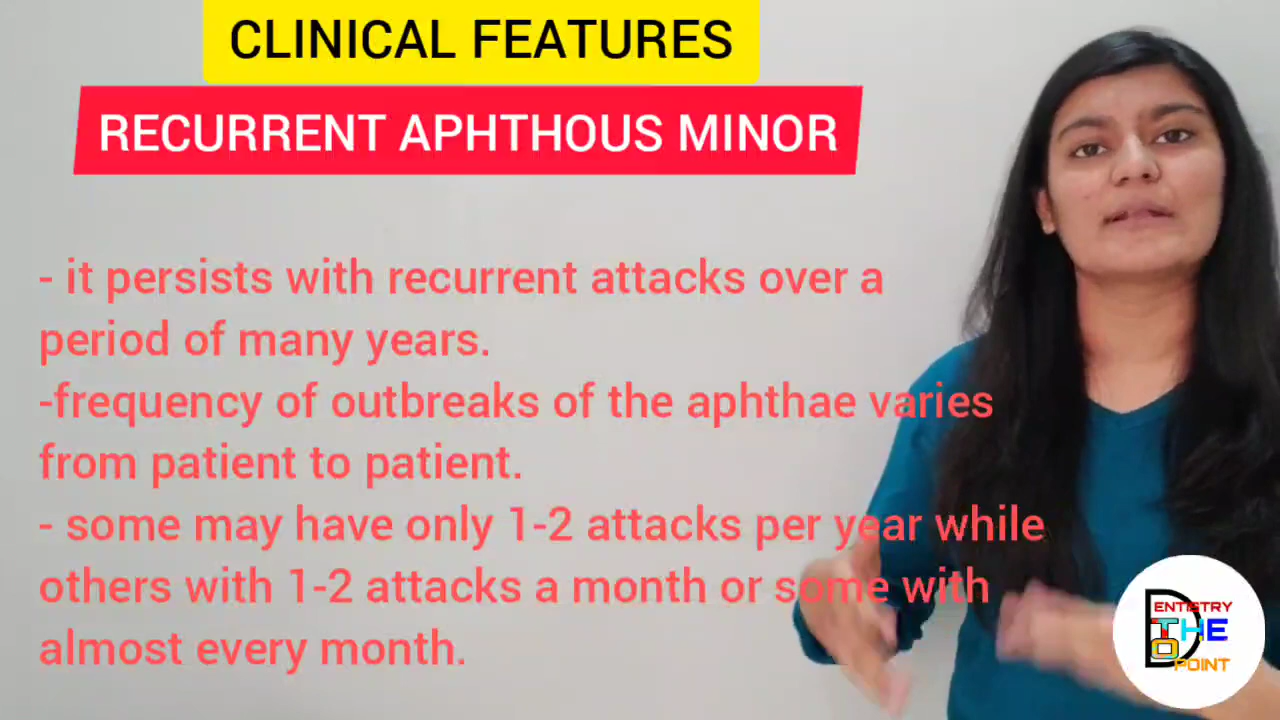 CLINICAL FEATURES
RECURRENT APHTHOUS MINOR
- it persists with recurrent attacks over a
period of many years.
-frequency of outbreaks of the aphthae varies
from patient to patient.
- some may have only 1-2 attacks per year while
others with 1-2 attacks a month or some with
almost every month.
DENTISTRY
TO THE
POINT